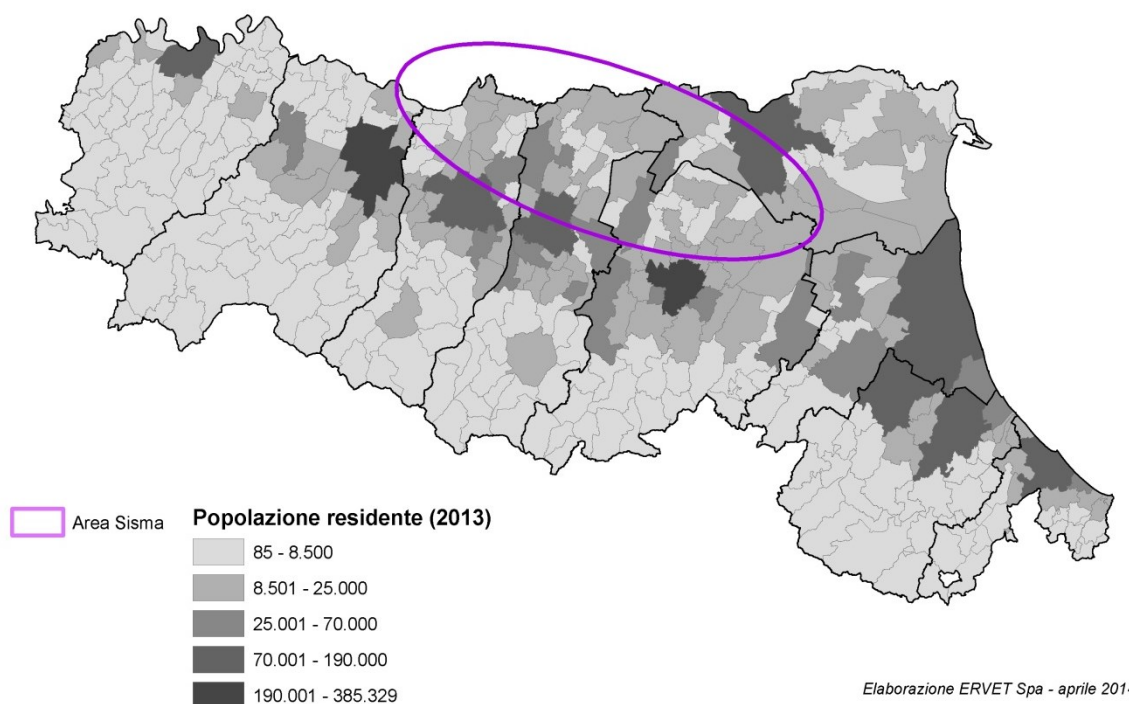 Area Sisma
Popolazione residente (2013)
85 - 8.500
8.501 - 25.000
25.001 - 70.000
70.001 - 190.000
190.001 - 385.329
Elaborazione ERVET Spa - aprile 2014